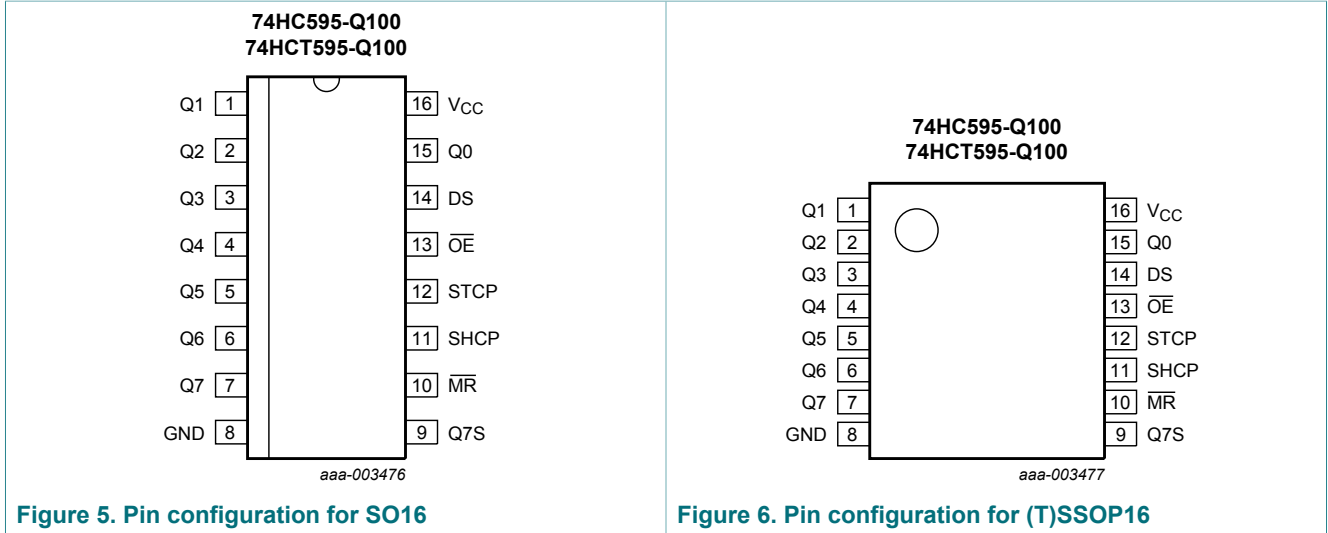 74HC595-Q100
74HCT595-Q100
Q1 1 16 VCC
Q2 2 15 Q0
Q3 3 14 DS
Q4 4 13 O̅E̅
Q5 5 12 STCP
Q6 6 11 SHCP
Q7 7 10 M̅R̅
GND 8 9 Q7S
aaa-003476
Figure 5. Pin configuration for SO16
74HC595-Q100
74HCT595-Q100
Q1 1 16 VCC
Q2 2 15 Q0
Q3 3 14 DS
Q4 4 13 O̅E̅
Q5 5 12 STCP
Q6 6 11 SHCP
Q7 7 10 M̅R̅
GND 8 9 Q7S
aaa-003477
Figure 6. Pin configuration for (T)SSOP16